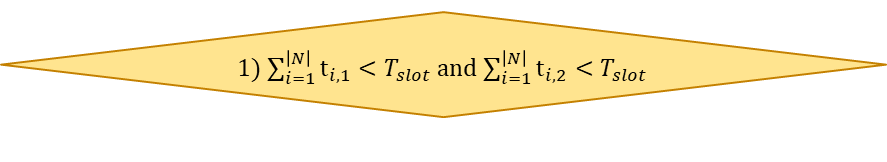 1) ∑_{i=1}^{|N|} t_{i,1} < T_{slot} and ∑_{i=1}^{|N|} t_{i,2} < T_{slot}